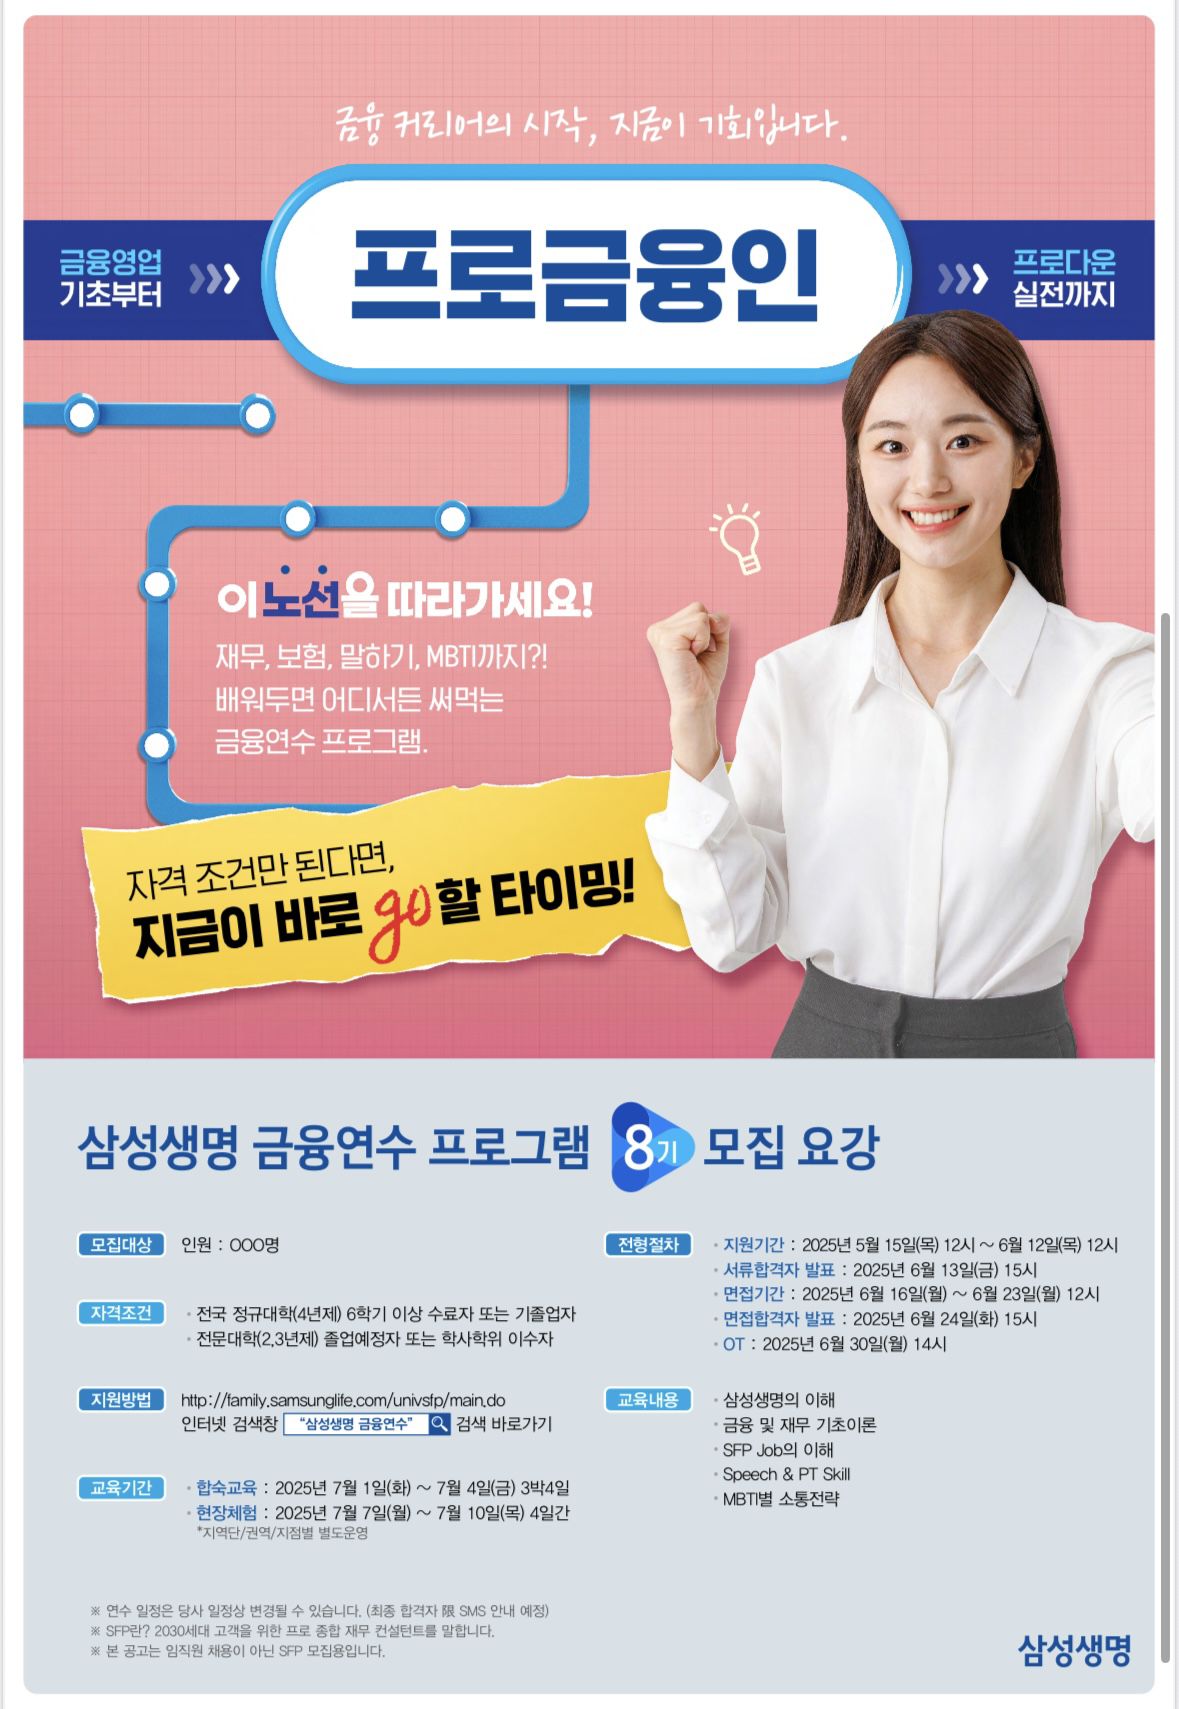 금융 커리어의 시작, 지금이 기회입니다.
금융영업
기초부터
프로금융인
프로다운
실전까지
이 노선을 따라가세요!
재무, 보험, 말하기, MBTI까지?!
배워두면 어디서든 써먹는
금융연수 프로그램.
자격 조건만 된다면,
지금이 바로 go할 타이밍!
삼성생명 금융연수 프로그램 8기 모집 요강
모집대상 인원 : OOO명
자격조건 • 전국 정규대학(4년제) 6학기 이상 수료자 또는 기졸업자
• 전문대학(2,3년제) 졸업예정자 또는 학사학위 이수자
지원방법 http://family.samsunglife.com/univsfp/main.do
인터넷 검색창 "삼성생명 금융연수" 검색 바로가기
교육기간 • 합숙교육 : 2025년 7월 1일(화) ~ 7월 4일(금) 3박4일
• 현장체험 : 2025년 7월 7일(월) ~ 7월 10일(목) 4일간
*지역단/권역/지점별 별도운영
전형절차 • 지원기간 : 2025년 5월 15일(목) 12시 ~ 6월 12일(목) 12시
• 서류합격자 발표 : 2025년 6월 13일(금) 15시
• 면접기간 : 2025년 6월 16일(월) ~ 6월 23일(월) 12시
• 면접합격자 발표 : 2025년 6월 24일(화) 15시
• OT : 2025년 6월 30일(월) 14시
교육내용 • 삼성생명의 이해
• 금융 및 재무 기초이론
• SFP Job의 이해
• Speech & PT Skill
• MBTI별 소통전략
※ 연수 일정은 당사 일정상 변경될 수 있습니다. (최종 합격자 限 SMS 안내 예정)
※ SFP란? 2030세대 고객을 위한 프로 종합 재무 컨설턴트를 말합니다.
※ 본 공고는 임직원 채용이 아닌 SFP 모집용입니다.
삼성생명